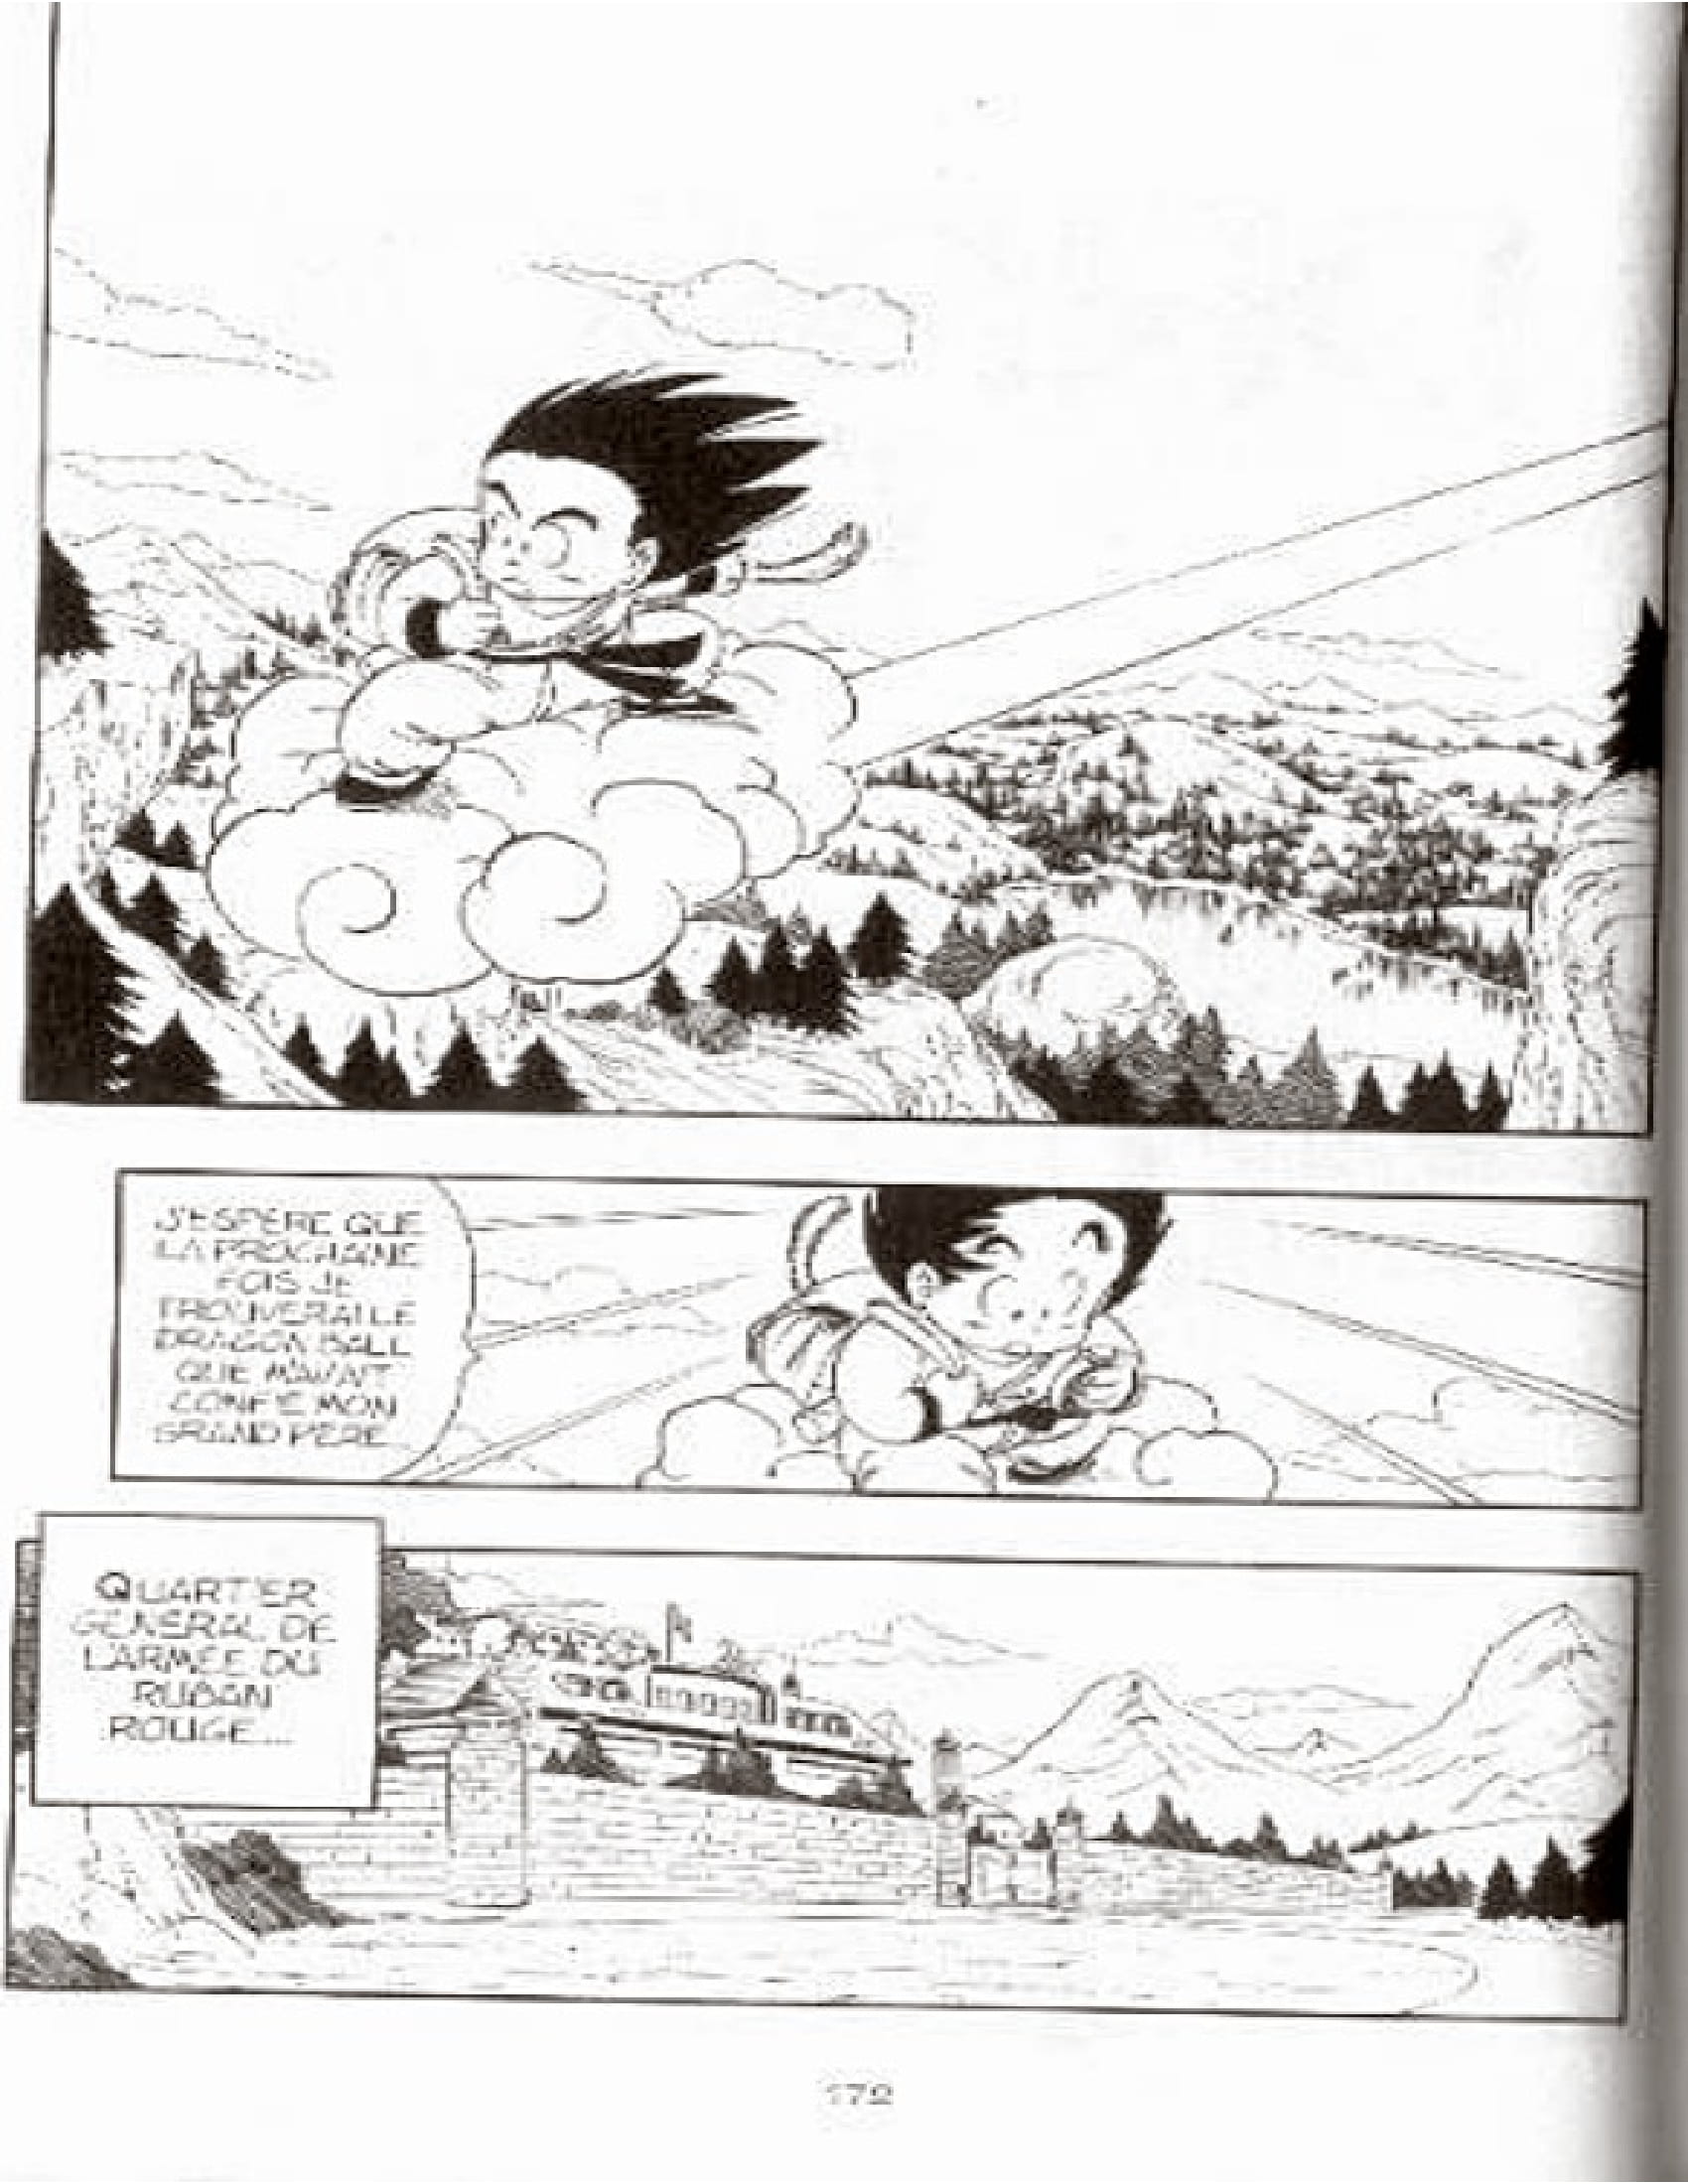 J'ESPÈRE QUE
LA PROCHAINE
FOIS JE
TROUVERAI LE
DRAGON BALL
QUE M'AVAIT
CONFIÉ MON
GRAND PÈRE...
QUARTIER
GÉNÉRAL DE
L'ARMÉE DU
RUBAN
ROUGE...
172